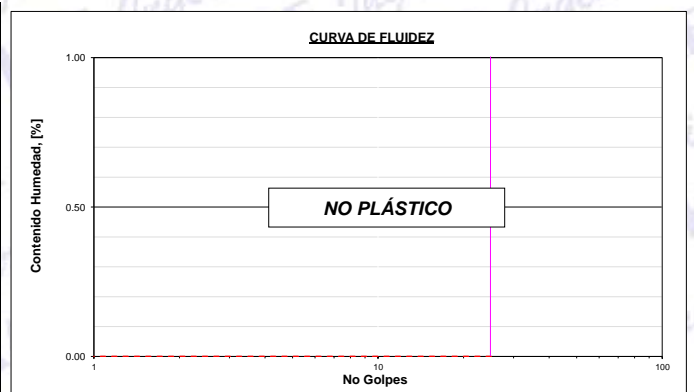 CURVA DE FLUIDEZ
1.00
0.50
0.00
Contenido Humedad, [%]
NO PLÁSTICO
1
10
100
No Golpes